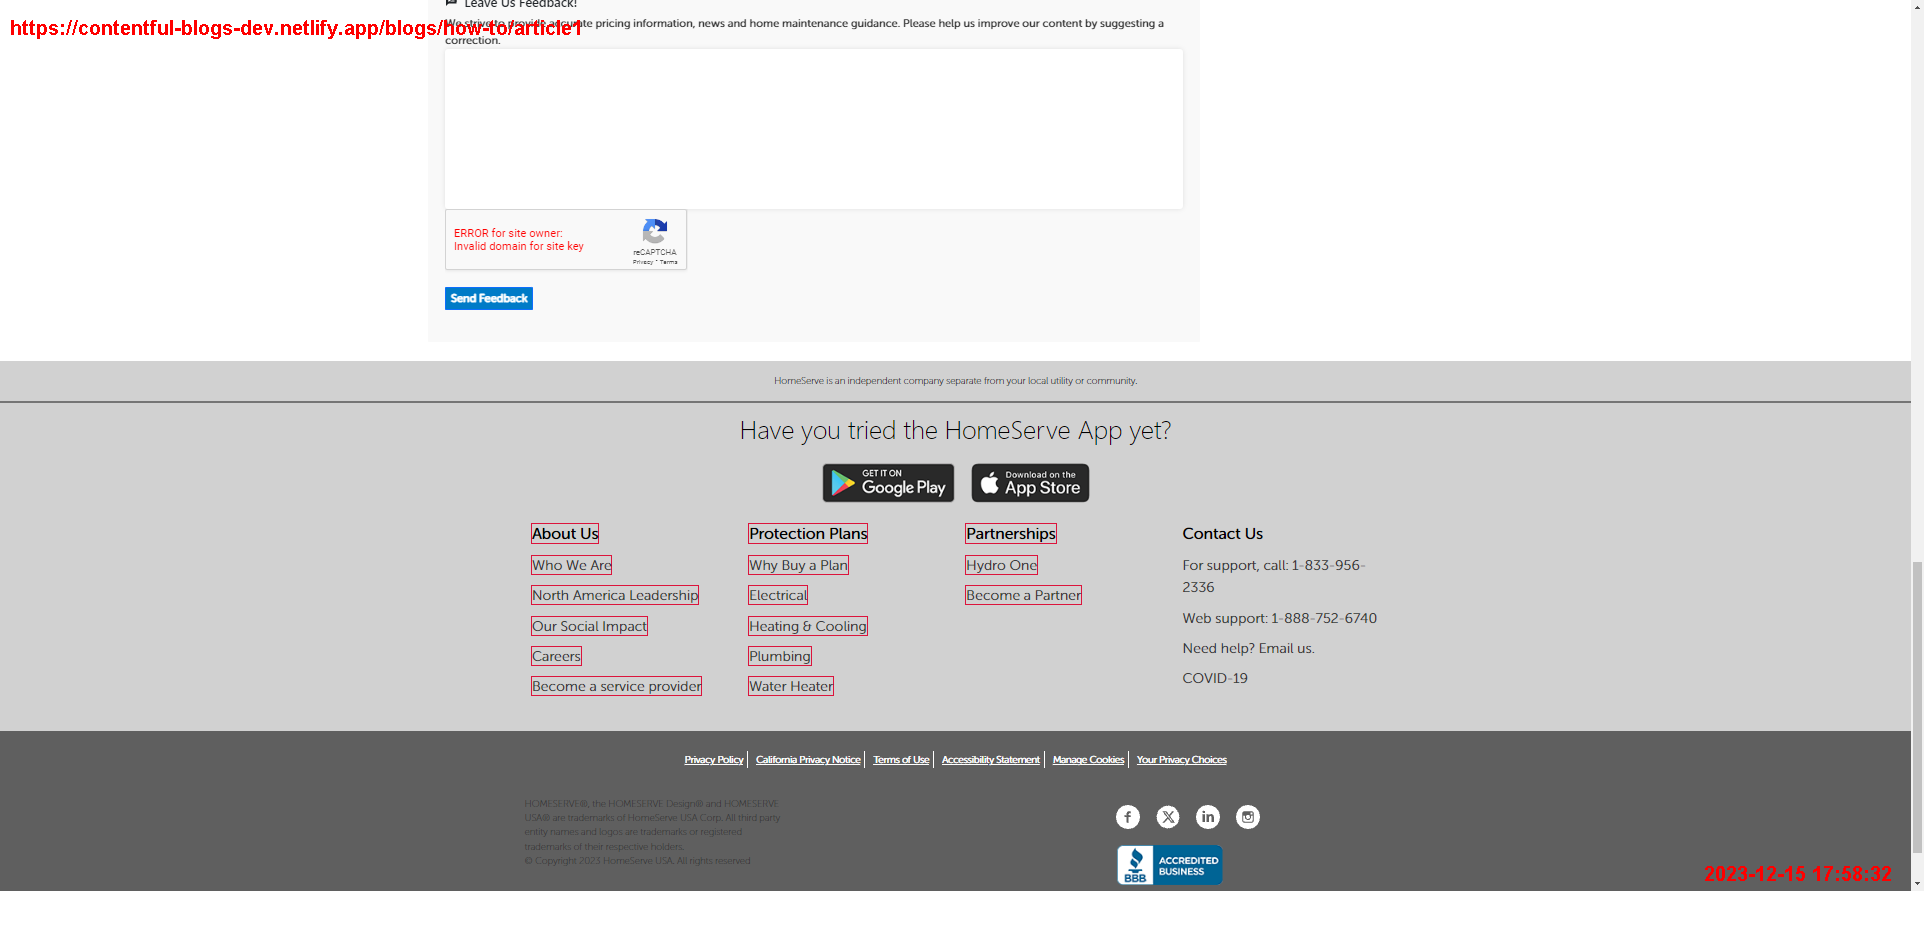 Leave Us Feedback!
https://contentful-blogs-dev.netlify.app/blogs/how-to/article1
We strive to provide accurate pricing information, news and home maintenance guidance. Please help us improve our content by suggesting a
correction.
ERROR for site owner:
Invalid domain for site key
reCAPTCHA
Privacy - Terms
Send Feedback
HomeServe is an independent company separate from your local utility or community.
Have you tried the HomeServe App yet?
GET IT ON
Google Play
Download on the
App Store
About Us
Who We Are
North America Leadership
Our Social Impact
Careers
Become a service provider
Protection Plans
Why Buy a Plan
Electrical
Heating & Cooling
Plumbing
Water Heater
Partnerships
Hydro One
Become a Partner
Contact Us
For support, call: 1-833-956-
2336
Web support: 1-888-752-6740
Need help? Email us.
COVID-19
Privacy Policy
California Privacy Notice
Terms of Use
Accessibility Statement
Manage Cookies
Your Privacy Choices
HOMESERVE®, the HOMESERVE Design® and HOMESERVE
USA® are trademarks of HomeServe USA Corp. All third party
entity names and logos are trademarks or registered
trademarks of their respective holders.
© Copyright 2023 HomeServe USA. All rights reserved
BBB
ACCREDITED
BUSINESS
2023-12-15 17:58:32